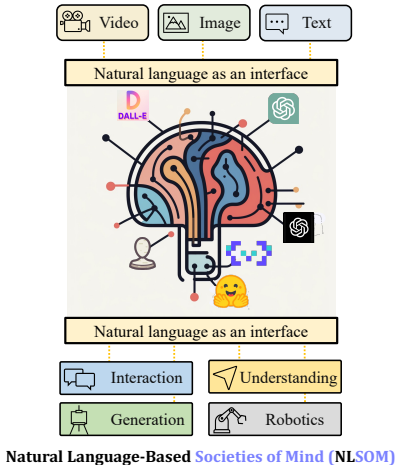 Video
Image
Text
Natural language as an interface
D
DALL-E
Natural language as an interface
Interaction
Understanding
Generation
Robotics
Natural Language-Based Societies of Mind (NLSOM)